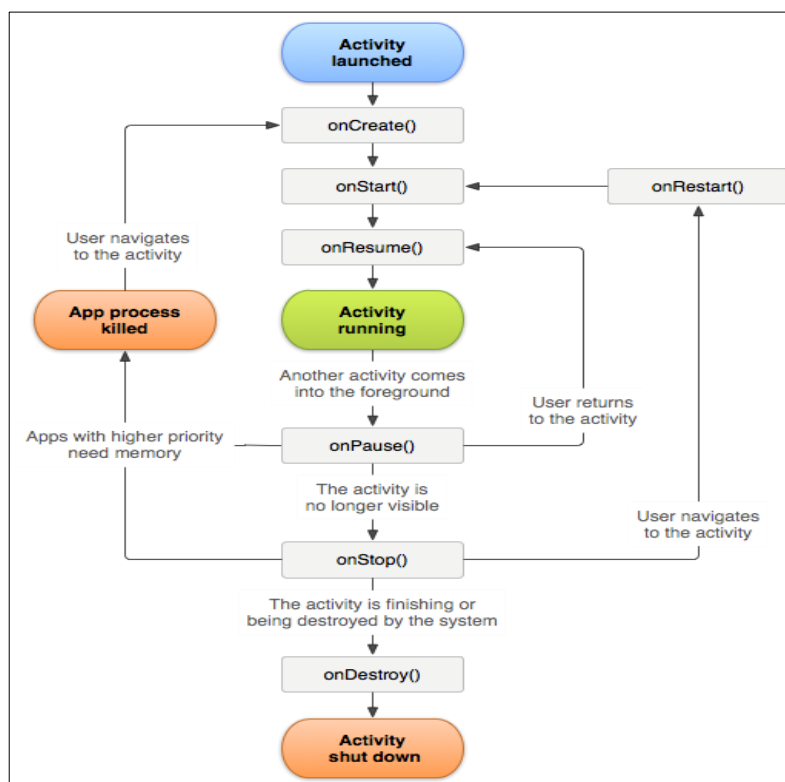 Activity
launched
onCreate()
onStart()
onRestart()
User navigates
to the activity
onResume()
App process
killed
Activity
running
Another activity comes
into the foreground
User returns
to the activity
Apps with higher priority
need memory
onPause()
The activity is
no longer visible
User navigates
to the activity
onStop()
The activity is finishing or
being destroyed by the system
onDestroy()
Activity
shut down